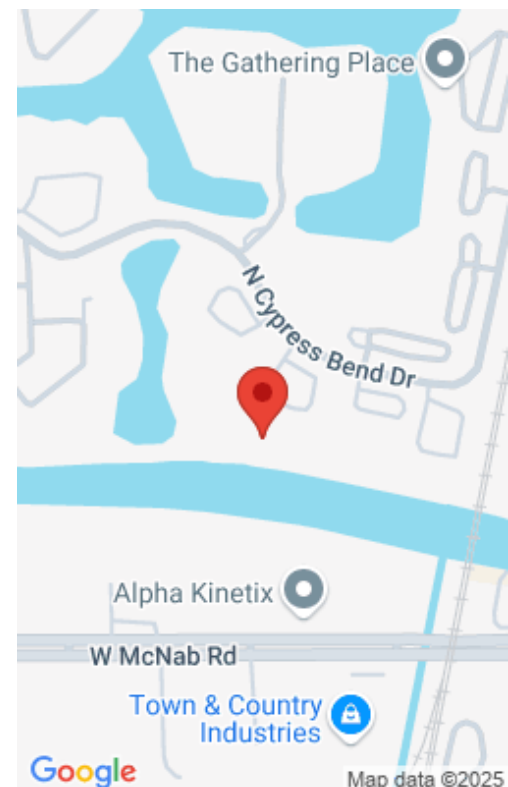 The Gathering Place
N Cypress Bend Dr
Alpha Kinetix
W McNab Rd
Town & Country
Industries
Google
Map data ©2025